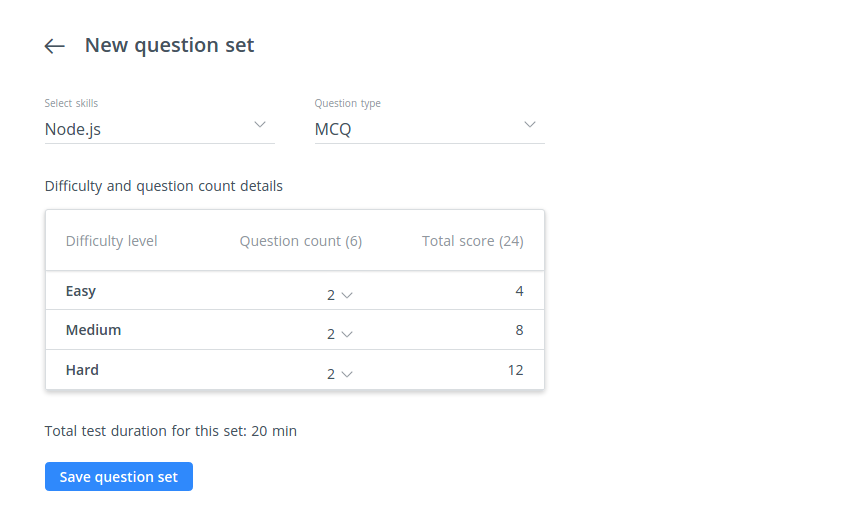 New question set
Select skills Question type
Node.js MCQ
Difficulty and question count details
Difficulty level Question count (6) Total score (24)
Easy 2 4
Medium 2 8
Hard 2 12
Total test duration for this set: 20 min
Save question set